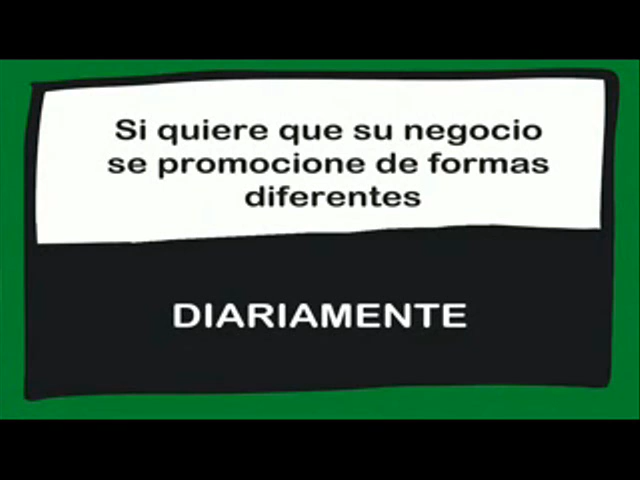 Si quiere que su negocio
se promocione de formas
diferentes
DIARIAMENTE